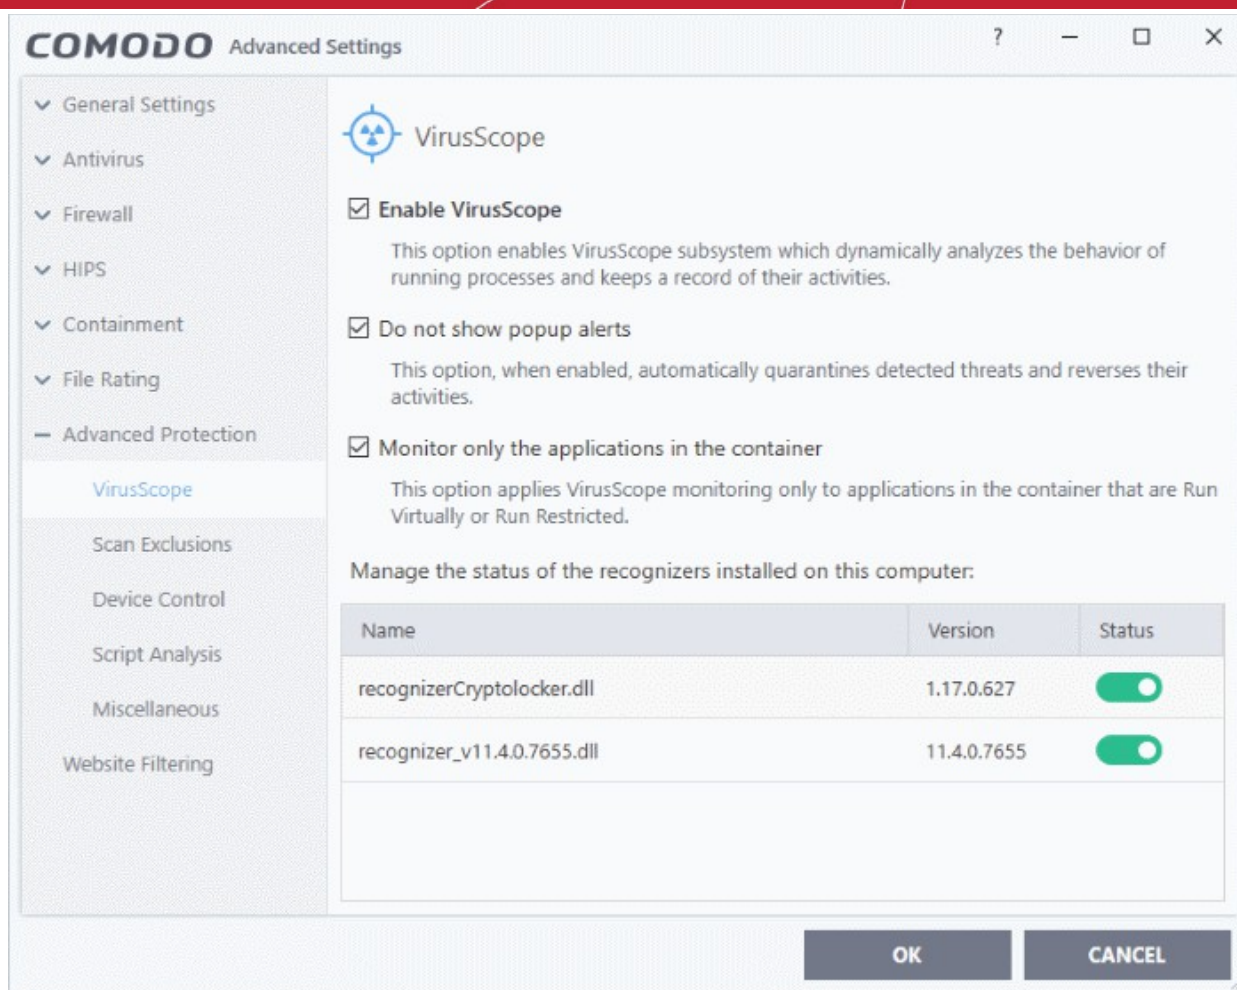 COMODO Advanced Settings ?
General Settings
Antivirus
Firewall
HIPS
Containment
File Rating
Advanced Protection
VirusScope
Scan Exclusions
Device Control
Script Analysis
Miscellaneous
Website Filtering
VirusScope
Enable VirusScope
This option enables VirusScope subsystem which dynamically analyzes the behavior of
running processes and keeps a record of their activities.
Do not show popup alerts
This option, when enabled, automatically quarantines detected threats and reverses their
activities.
Monitor only the applications in the container
This option applies VirusScope monitoring only to applications in the container that are Run
Virtually or Run Restricted.
Manage the status of the recognizers installed on this computer:
Name Version Status
recognizerCryptolocker.dll 1.17.0.627
recognizer_v11.4.0.7655.dll 11.4.0.7655
OK CANCEL